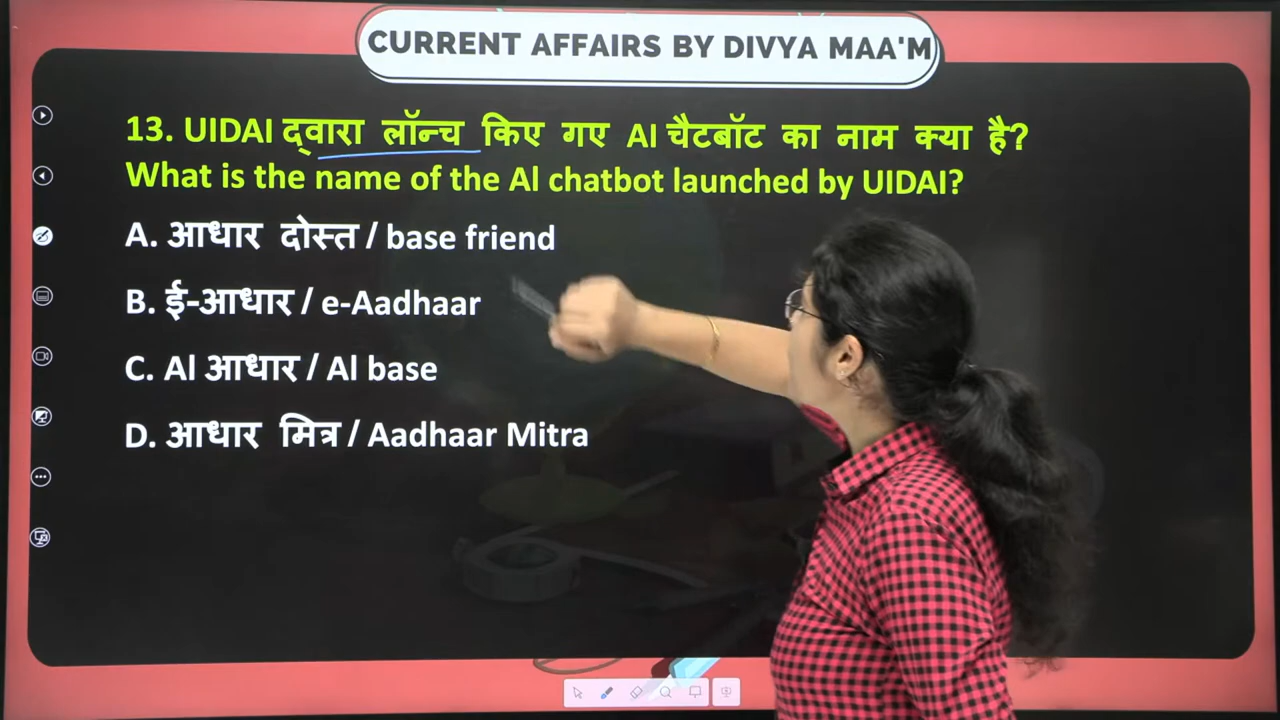 CURRENT AFFAIRS BY DIVYA MAA'M
13. UIDAI द्वारा लॉन्च किए गए AI चैटबॉट का नाम क्या है?
What is the name of the AI chatbot launched by UIDAI?
A. आधार दोस्त / base friend
B. ई-आधार / e-Aadhaar
C. AI आधार / AI base
D. आधार मित्र / Aadhaar Mitra